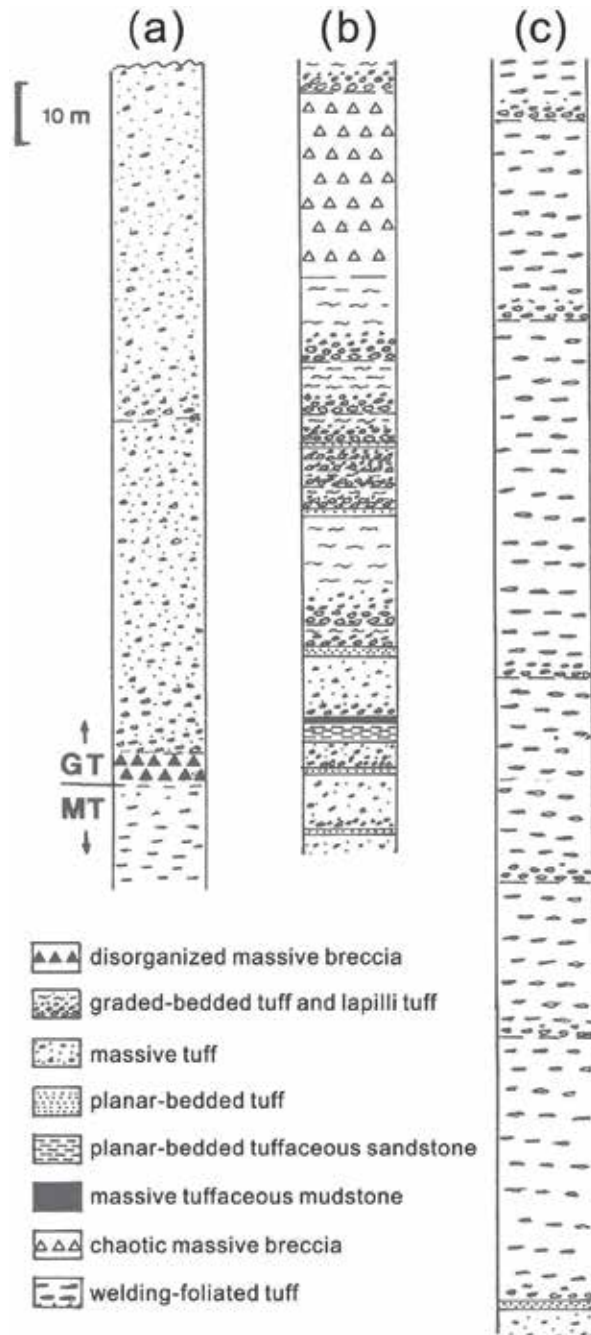 (a) (b) (c)
10 m
GT
MT
disorganized massive breccia
graded-bedded tuff and lapilli tuff
massive tuff
planar-bedded tuff
planar-bedded tuffaceous sandstone
massive tuffaceous mudstone
chaotic massive breccia
welding-foliated tuff